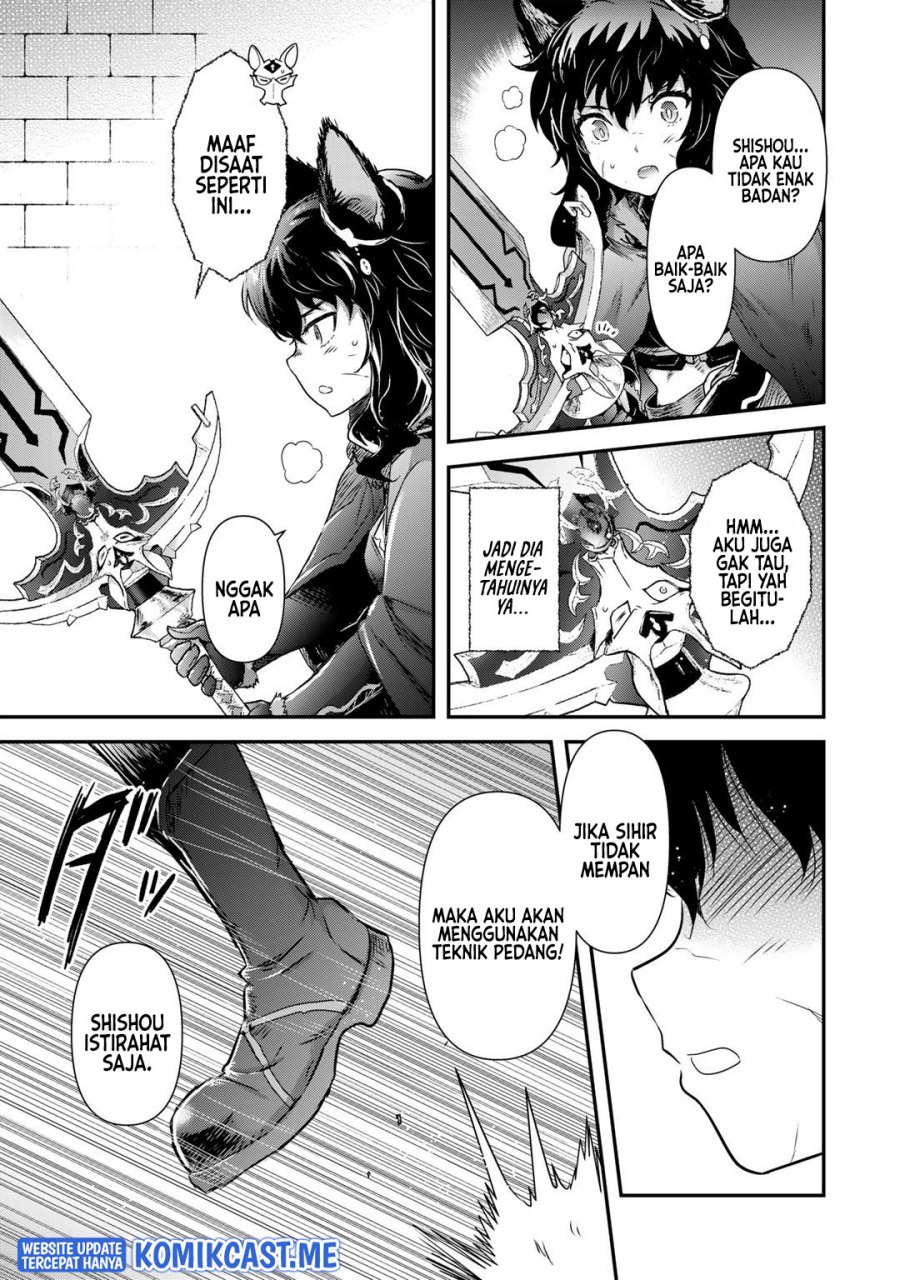 SHISHOU...
APA KAU
TIDAK ENAK
BADAN?
APA
BAIK-BAIK
SAJA?
MAAF
DISAAT
SEPERTI
INI...
HMM...
AKU JUGA
GAK TAU,
TAPI YAH
BEGITU-
LAH...
JADI DIA
MENGE-
TAHUINYA
YA...
NGGAK
APA
JIKA SIHIR
TIDAK
MEMPAN
MAKA AKU AKAN
MENGGUNAKAN
TEKNIK PEDANG!
SHISHOU
ISTIRAHAT
SAJA.
ダッ
WEBSITE UPDATE
TERCEPAT HANYA
KOMIKCAST.ME